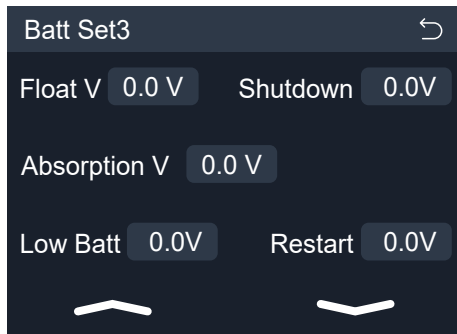 Batt Set3
Float V 0.0 V Shutdown 0.0V
Absorption V 0.0 V
Low Batt 0.0V Restart 0.0V